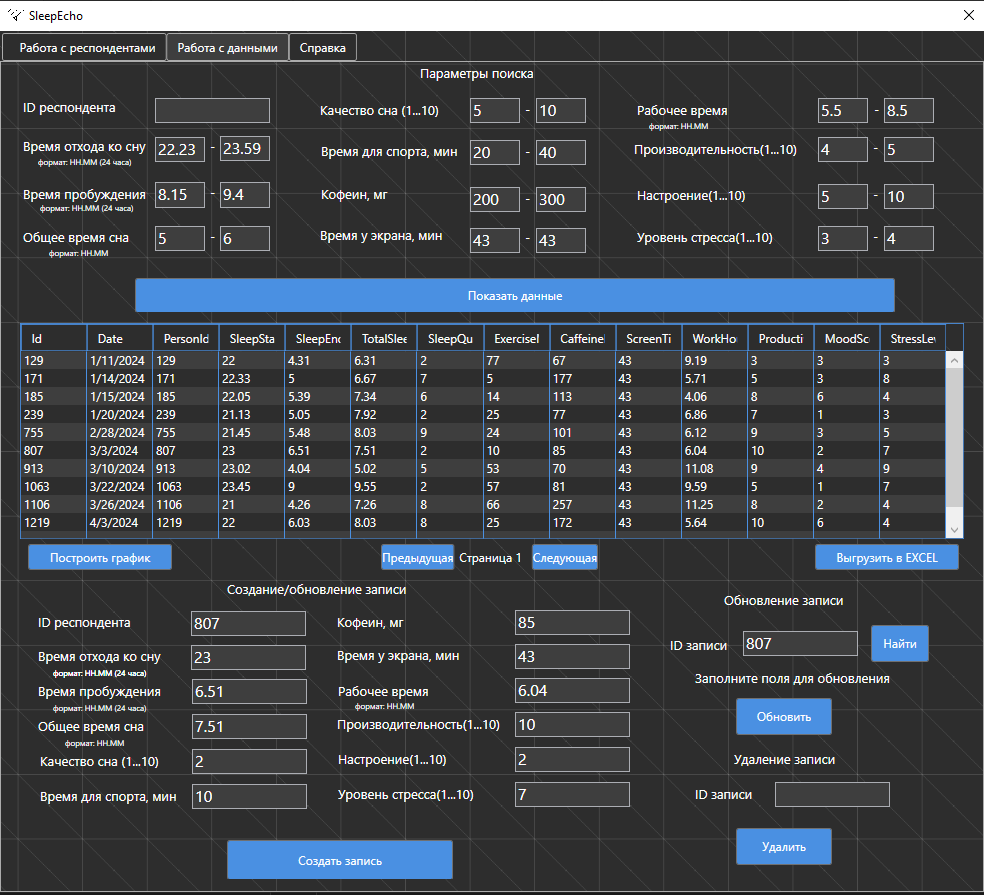 SleepEcho
Работа с респондентами Работа с данными Справка
Параметры поиска
ID респондента
Качество сна (1...10) 5 - 10
Рабочее время 5.5 - 8.5
формат: HH.MM
Время отхода ко сну 22.23 - 23.59
формат: HH.MM (24 часа)
Время для спорта, мин 20 - 40
Производительность(1...10) 4 - 5
Время пробуждения 8.15 - 9.4
формат: HH.MM (24 часа)
Кофеин, мг 200 - 300
Настроение(1...10) 5 - 10
Общее время сна 5 - 6
формат: HH.MM
Время у экрана, мин 43 - 43
Уровень стресса(1...10) 3 - 4
Показать данные
Id Date PersonId SleepSta SleepEnd TotalSlee SleepQu ExerciseI CaffeineI ScreenTi WorkHo Producti MoodSc StressLev
129 1/11/2024 129 22 4.31 6.31 2 77 67 43 9.19 3 3 3
171 1/14/2024 171 22.33 5 6.67 7 5 177 43 5.71 5 3 8
185 1/15/2024 185 22.05 5.39 7.34 6 14 113 43 4.06 8 6 4
239 1/20/2024 239 21.13 5.05 7.92 2 25 77 43 6.86 7 1 3
755 2/28/2024 755 21.45 5.48 8.03 9 24 101 43 6.12 9 3 5
807 3/3/2024 807 23 6.51 7.51 2 10 85 43 6.04 10 2 7
913 3/10/2024 913 23.02 4.04 5.02 5 53 70 43 11.08 9 4 9
1063 3/22/2024 1063 23.45 9 9.55 2 57 81 43 9.59 5 1 7
1106 3/26/2024 1106 21 4.26 7.26 8 66 257 43 11.25 8 2 4
1219 4/3/2024 1219 22 6.03 8.03 8 25 172 43 5.64 10 6 4
Построить график Предыдущая Страница 1 Следующая Выгрузить в EXCEL
Создание/обновление записи
ID респондента 807
Время отхода ко сну 23
формат: HH.MM (24 часа)
Время пробуждения 6.51
формат: HH.MM (24 часа)
Общее время сна 7.51
формат: HH.MM
Качество сна (1...10) 2
Время для спорта, мин 10
Кофеин, мг 85
Время у экрана, мин 43
Рабочее время 6.04
формат: HH.MM
Производительность(1...10) 10
Настроение(1...10) 2
Уровень стресса(1...10) 7
Создать запись
Обновление записи
ID записи 807 Найти
Заполните поля для обновления
Обновить
Удаление записи
ID записи
Удалить